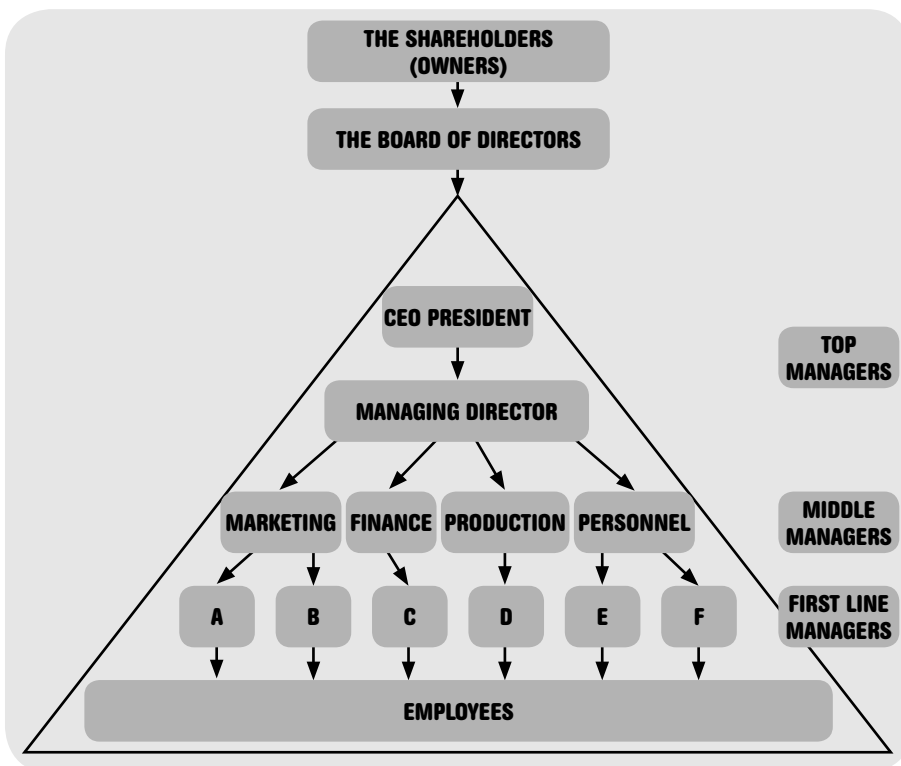 THE SHAREHOLDERS
(OWNERS)
THE BOARD OF DIRECTORS
CEO PRESIDENT
TOP
MANAGERS
MANAGING DIRECTOR
MARKETING
FINANCE
PRODUCTION
PERSONNEL
MIDDLE
MANAGERS
A
B
C
D
E
F
FIRST LINE
MANAGERS
EMPLOYEES